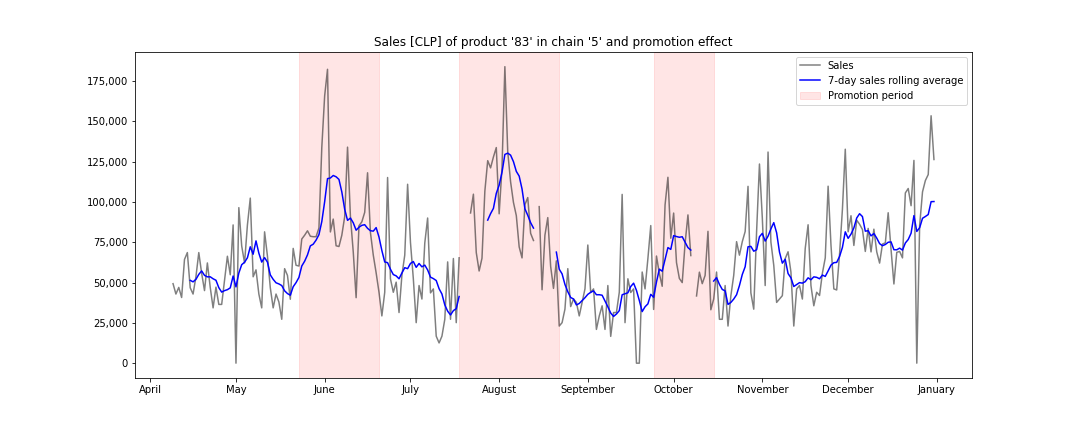 Sales [CLP] of product '83' in chain '5' and promotion effect
Sales
7-day sales rolling average
Promotion period
175,000
150,000
125,000
100,000
75,000
50,000
25,000
0
April May June July August September October November December January